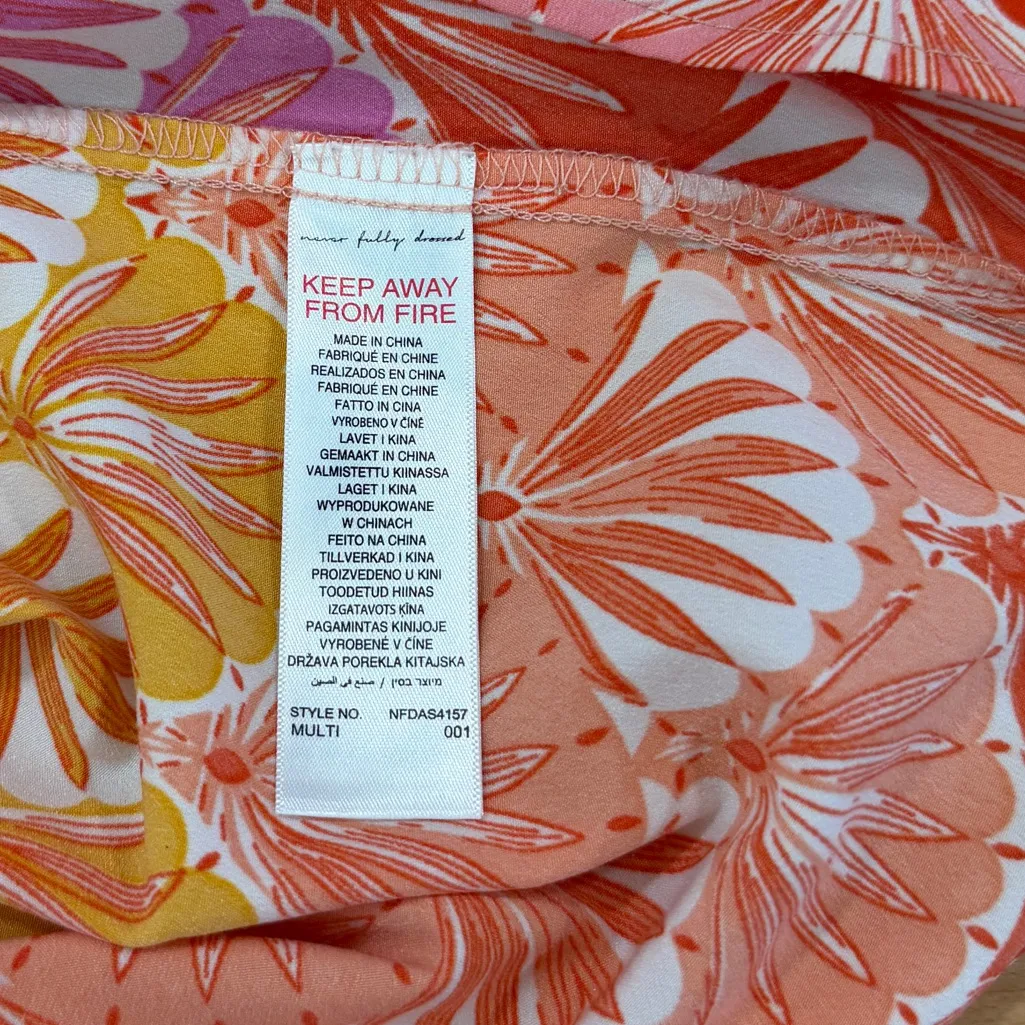 never fully dressed
KEEP AWAY
FROM FIRE
MADE IN CHINA
FABRIQUÉ EN CHINE
REALIZADOS EN CHINA
FABRIQUÉ EN CHINE
FATTO IN CINA
VYROBENO V ČÍNĚ
LAVET I KINA
GEMAAKT IN CHINA
VALMISTETTU KIINASSA
LAGET I KINA
WYPRODUKOWANE
W CHINACH
FEITO NA CHINA
TILLVERKAD I KINA
PROIZVEDENO U KINI
TOODETUD HIINAS
IZGATAVOTS ĶĪNA
PAGAMINTAS KINIJOJE
VYROBENÉ V ČÍNE
DRŽAVA POREKLA KITAJSKA
מיוצר בסין / صنع في الصين
STYLE NO. NFDAS4157
MULTI 001